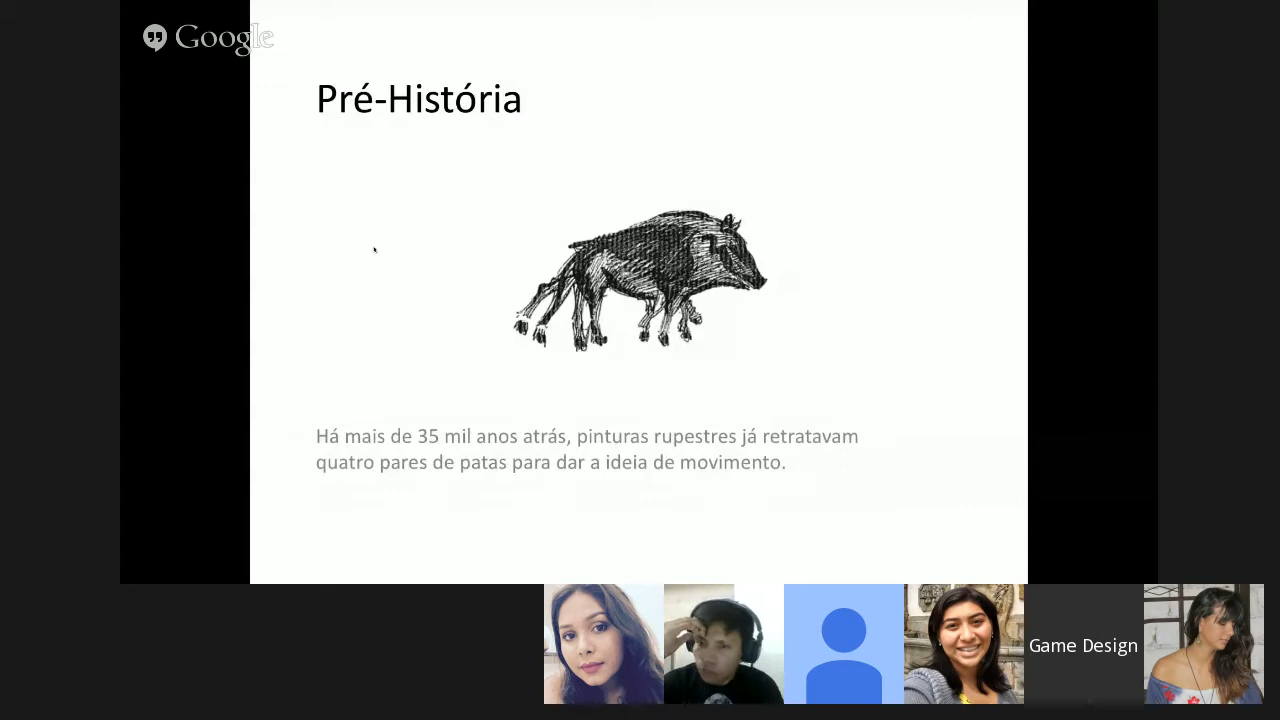 Google
Pré-História
Há mais de 35 mil anos atrás, pinturas rupestres já retratavam
quatro pares de patas para dar a ideia de movimento.
Game Design